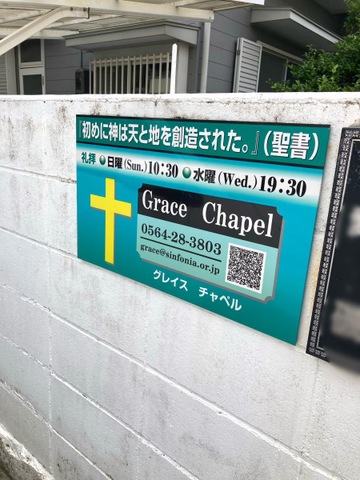 『初めに神は天と地を創造された。』(聖書)
礼拝 ●日曜(Sun.)10:30 ●水曜(Wed.)19:30
Grace Chapel
0564-28-3803
grace@sinfonia.or.jp
グレイス チャペル